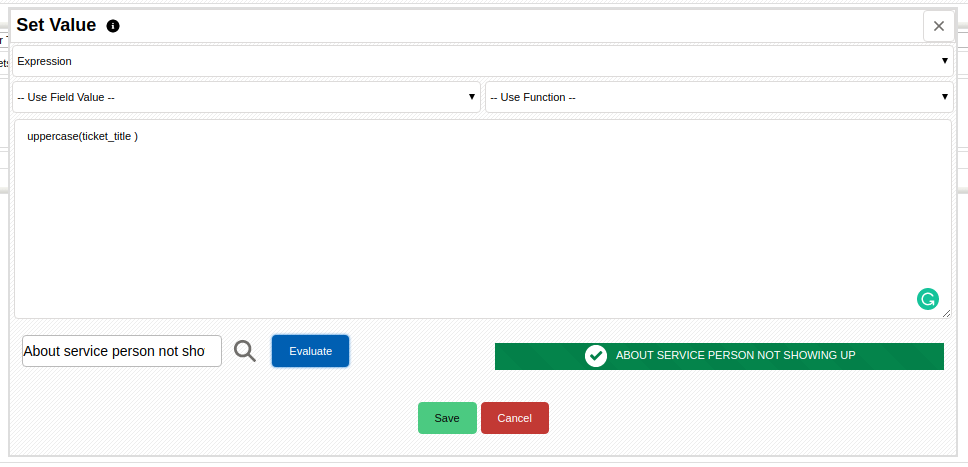 Set Value
Expression
-- Use Field Value --
-- Use Function --
uppercase(ticket_title )
About service person not sho
Evaluate
ABOUT SERVICE PERSON NOT SHOWING UP
Save
Cancel